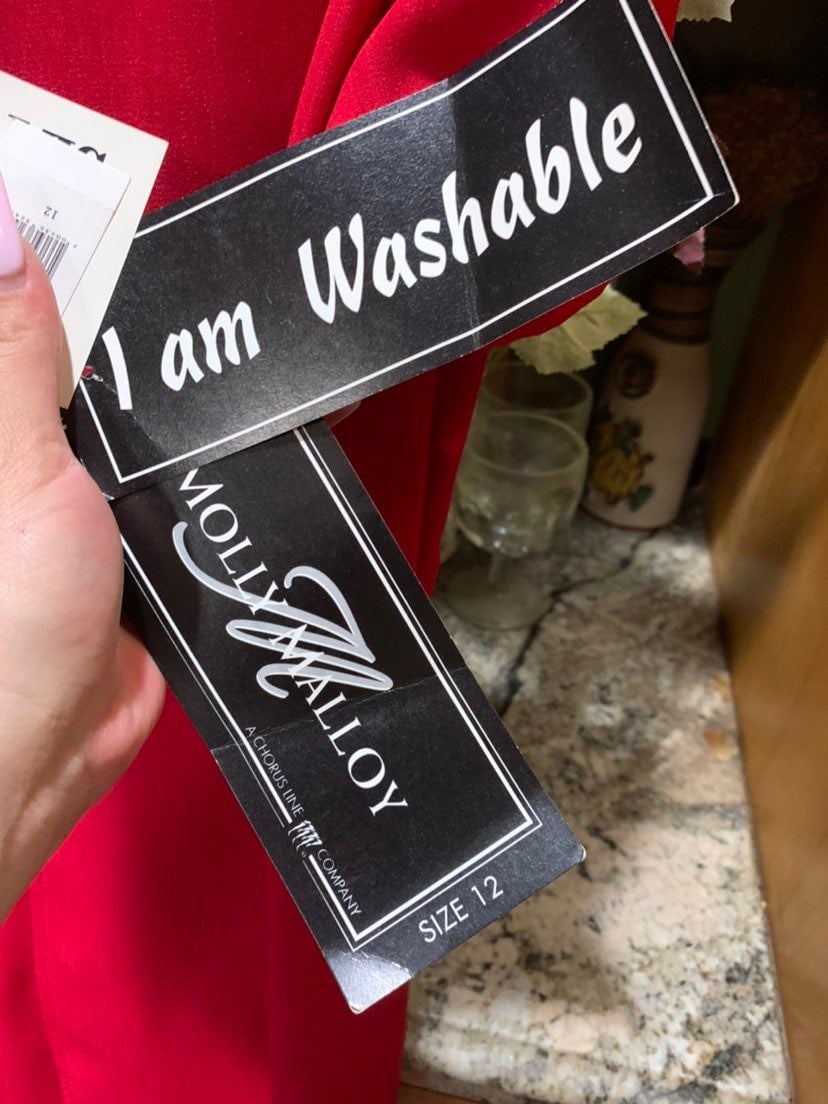 12
I am Washable
MOLLY MALLOY
A CHORUS LINE
COMPANY
SIZE 12